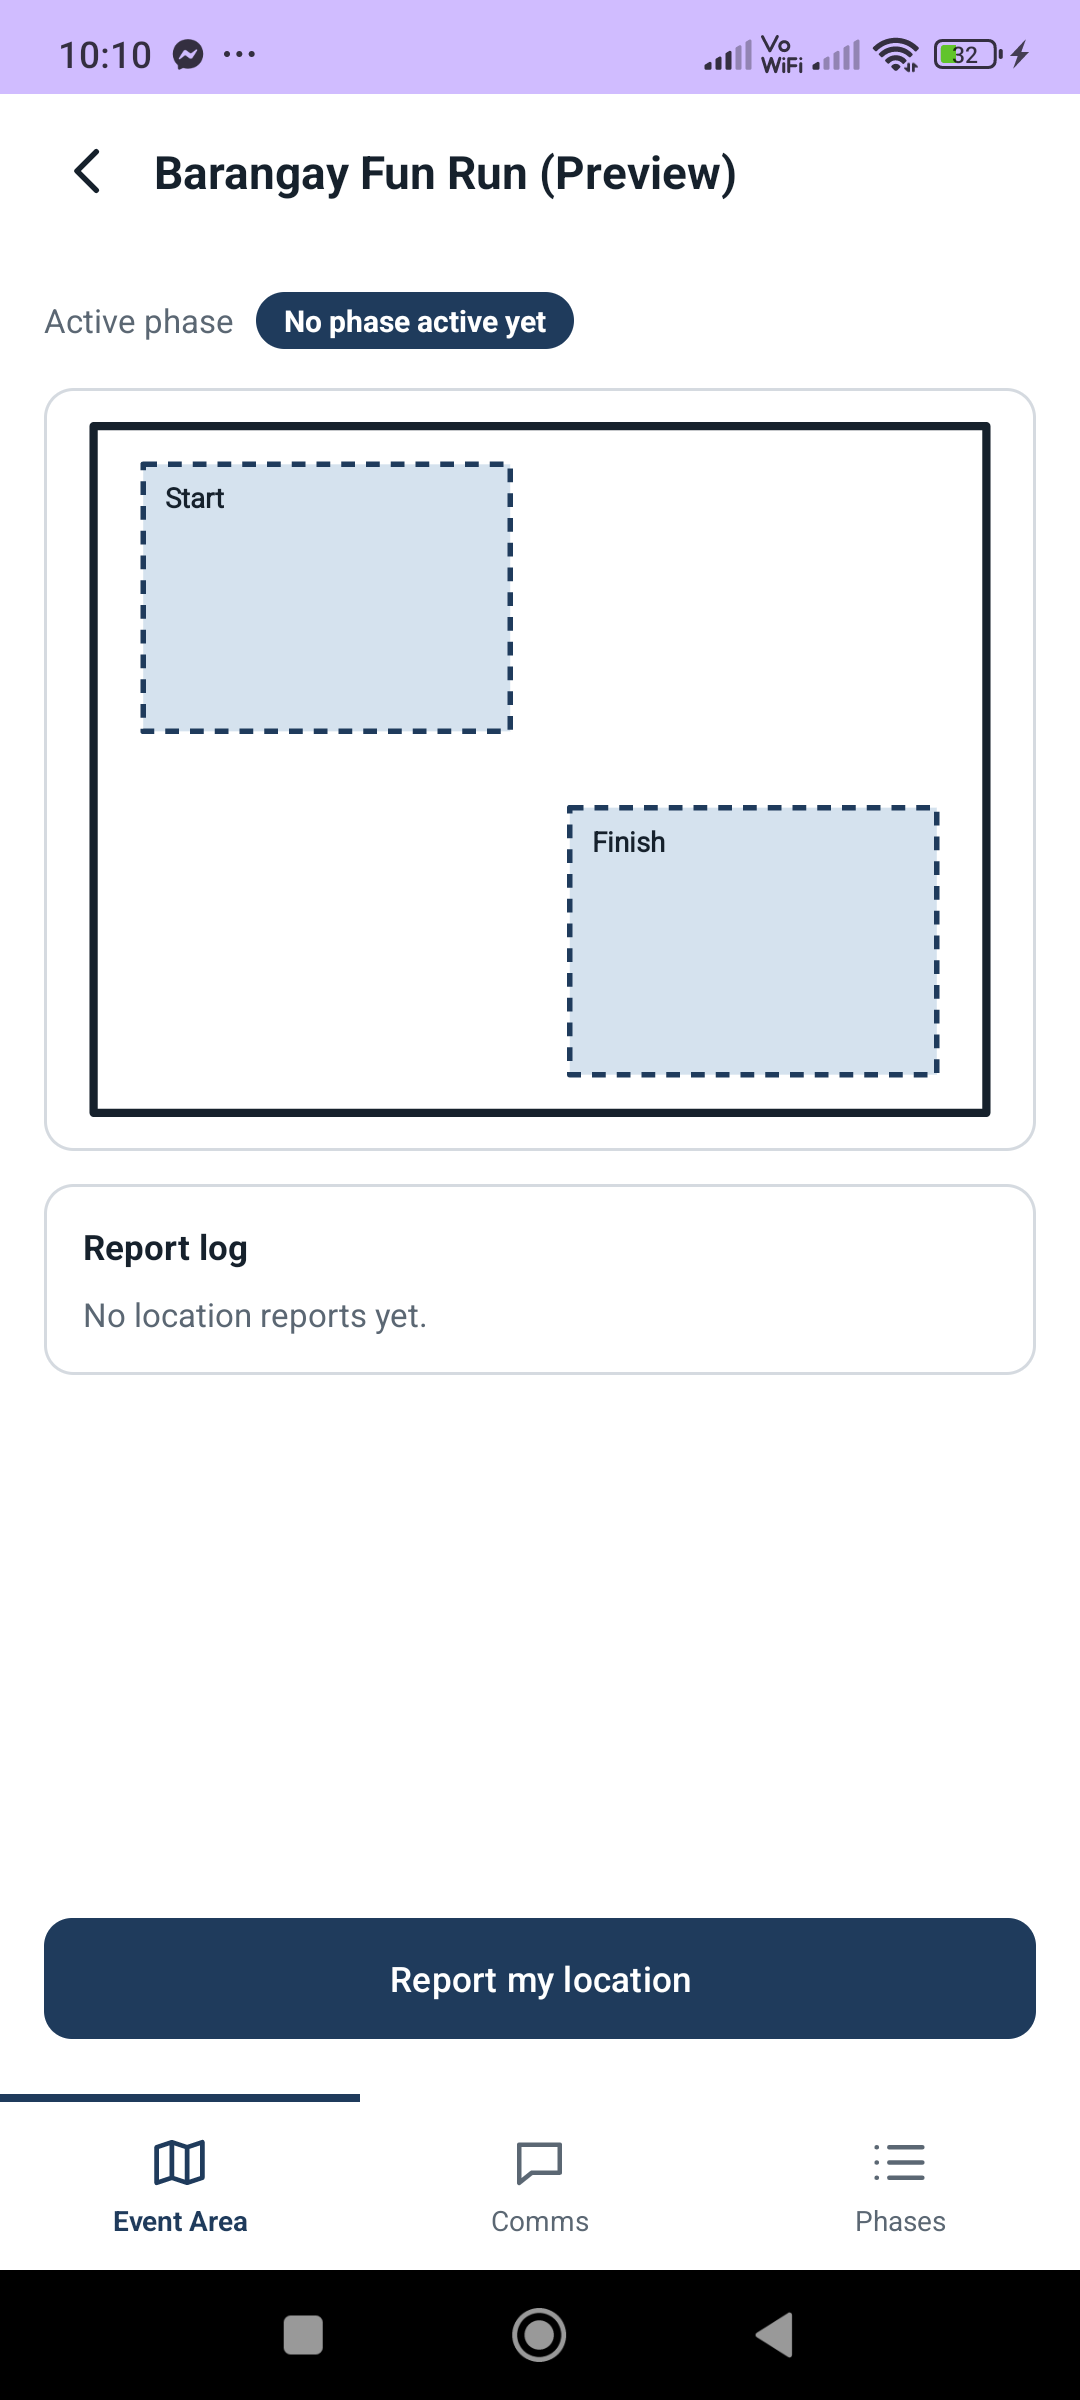 10:10
Vo
WiFi
32
Barangay Fun Run (Preview)
Active phase
No phase active yet
Start
Finish
Report log
No location reports yet.
Report my location
Event Area
Comms
Phases